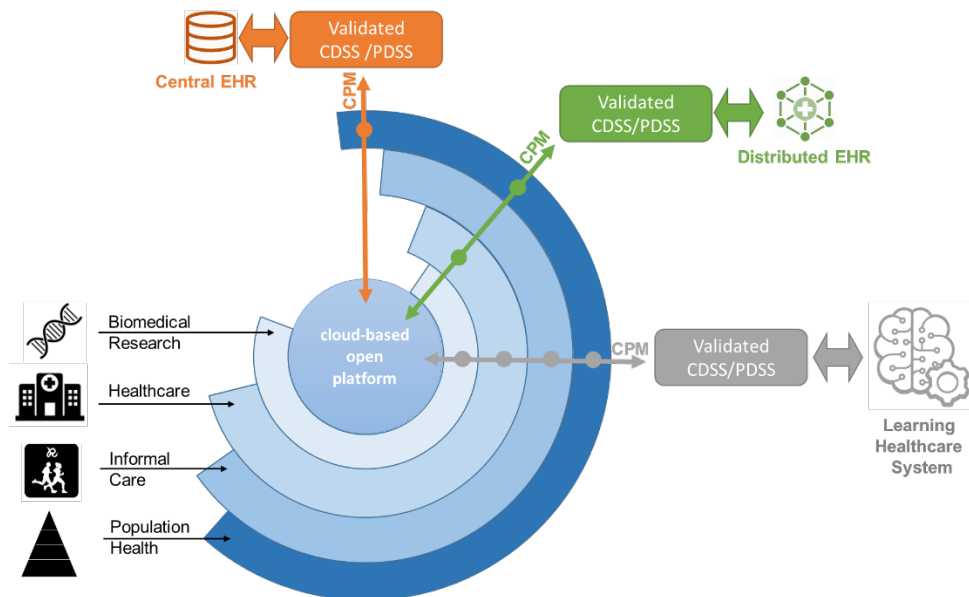 Validated
CDSS /PDSS
Central EHR
CPM
Validated
CDSS/PDSS
Distributed EHR
CPM
cloud-based
open
platform
CPM
Validated
CDSS/PDSS
Learning
Healthcare
System
Biomedical
Research
Healthcare
Informal
Care
Population
Health